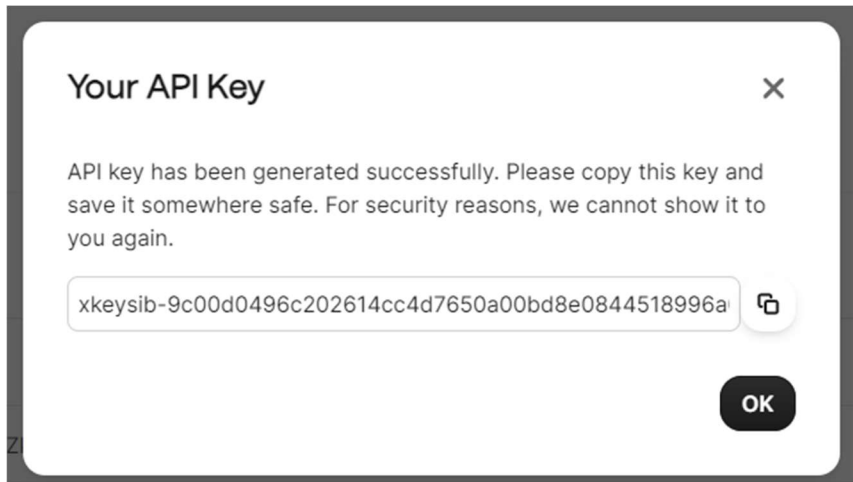 Your API Key
API key has been generated successfully. Please copy this key and
save it somewhere safe. For security reasons, we cannot show it to
you again.
xkeysib-9c00d0496c202614cc4d7650a00bd8e0844518996a
OK